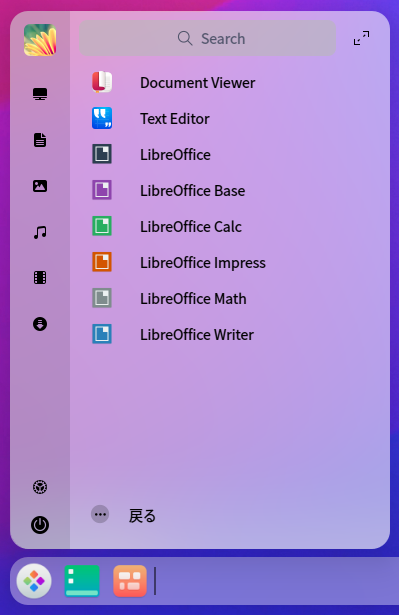 Search
Document Viewer
Text Editor
LibreOffice
LibreOffice Base
LibreOffice Calc
LibreOffice Impress
LibreOffice Math
LibreOffice Writer
戻る